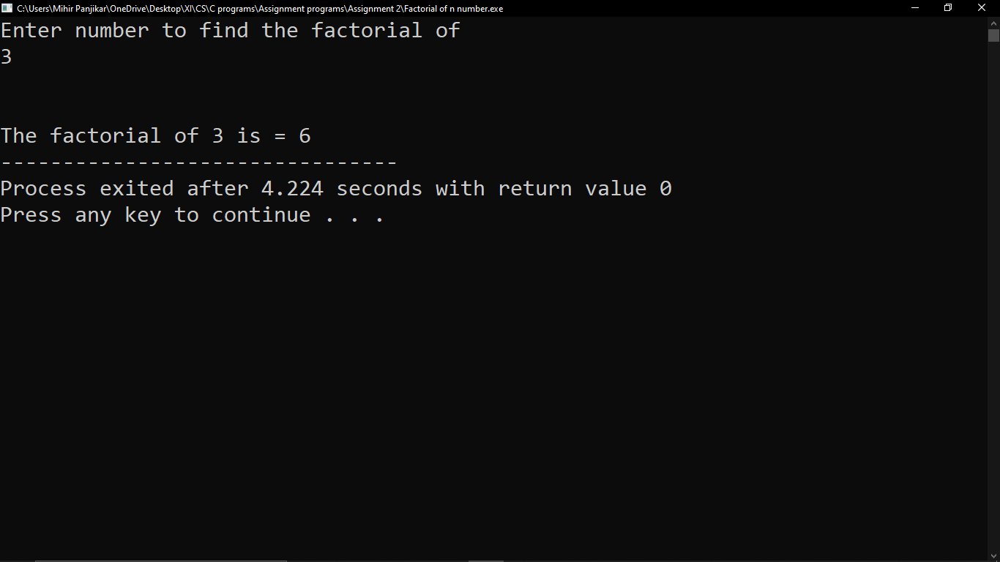 C:\Users\Mihir Panjikar\OneDrive\Desktop\XI\CS\C programs\Assignment programs\Assignment 2\Factorial of n number.exe
Enter number to find the factorial of
3
The factorial of 3 is = 6
--------------------------------
Process exited after 4.224 seconds with return value 0
Press any key to continue . . .